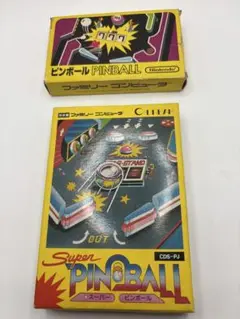 ピンボール PINBALL
Nintendo
ファミリー コンピュータ
ファミリー コンピュータ
OUT
Super
PINBALL
スーパー ピンボール
CDS-PJ